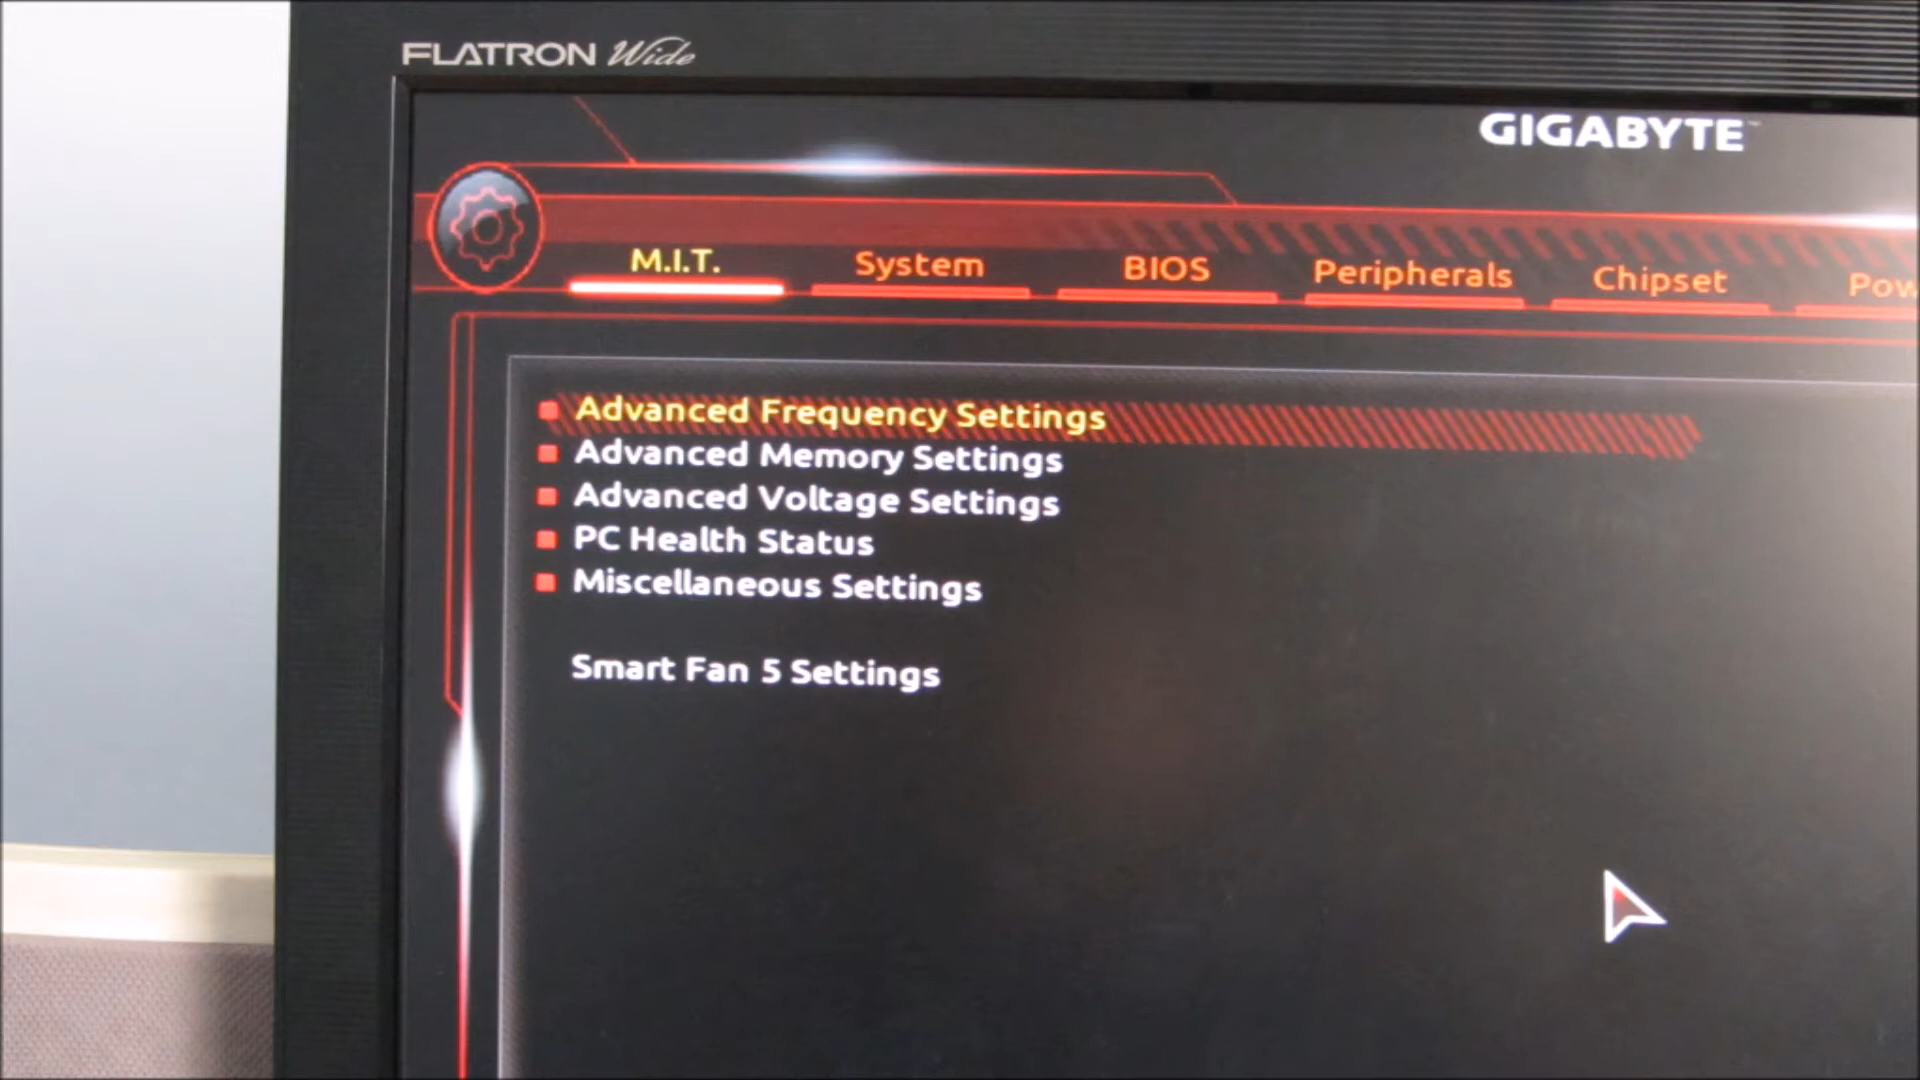 FLATRON Wide
GIGABYTE™
M.I.T. System BIOS Peripherals Chipset
Advanced Frequency Settings
Advanced Memory Settings
Advanced Voltage Settings
PC Health Status
Miscellaneous Settings
Smart Fan 5 Settings